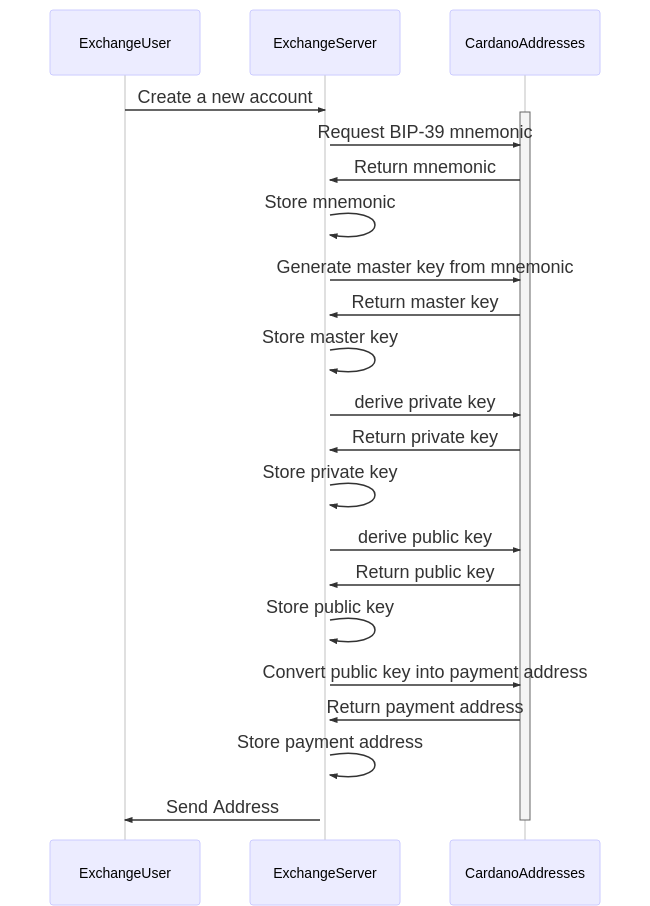 ExchangeUser
ExchangeServer
CardanoAddresses
Create a new account
Request BIP-39 mnemonic
Return mnemonic
Store mnemonic
Generate master key from mnemonic
Return master key
Store master key
derive private key
Return private key
Store private key
derive public key
Return public key
Store public key
Convert public key into payment address
Return payment address
Store payment address
Send Address
ExchangeUser
ExchangeServer
CardanoAddresses